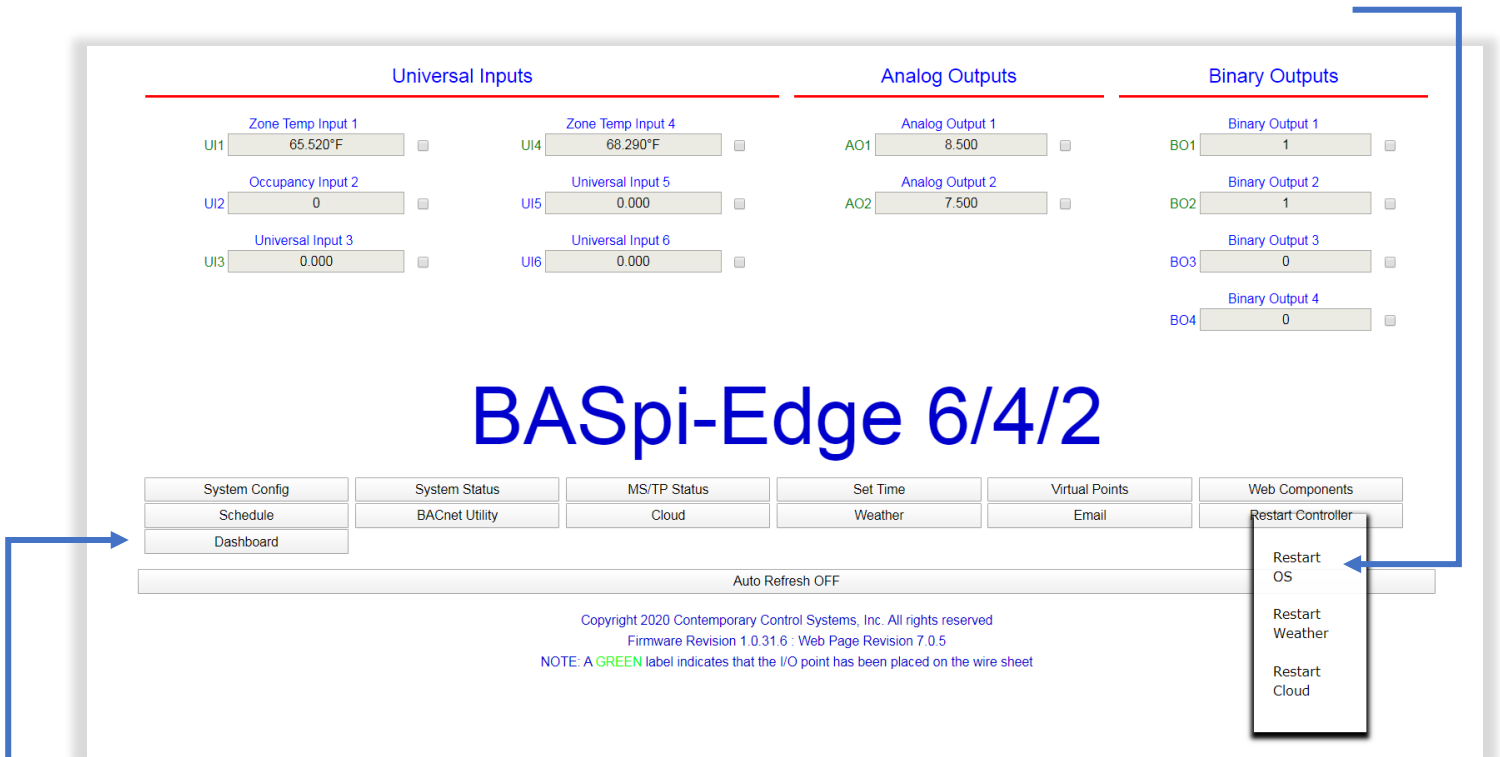 Universal Inputs
Analog Outputs
Binary Outputs
Zone Temp Input 1
UI1 65.520°F
Zone Temp Input 4
UI4 68.290°F
Analog Output 1
AO1 8.500
Binary Output 1
BO1 1
Occupancy Input 2
UI2 0
Universal Input 5
UI5 0.000
Analog Output 2
AO2 7.500
Binary Output 2
BO2 1
Universal Input 3
UI3 0.000
Universal Input 6
UI6 0.000
Binary Output 3
BO3 0
Binary Output 4
BO4 0
BASpi-Edge 6/4/2
System Config
System Status
MS/TP Status
Set Time
Virtual Points
Web Components
Schedule
BACnet Utility
Cloud
Weather
Email
Restart Controller
Dashboard
Restart
OS
Restart
Weather
Restart
Cloud
Auto Refresh OFF
Copyright 2020 Contemporary Control Systems, Inc. All rights reserved
Firmware Revision 1.0.31.6 : Web Page Revision 7.0.5
NOTE: A GREEN label indicates that the I/O point has been placed on the wire sheet